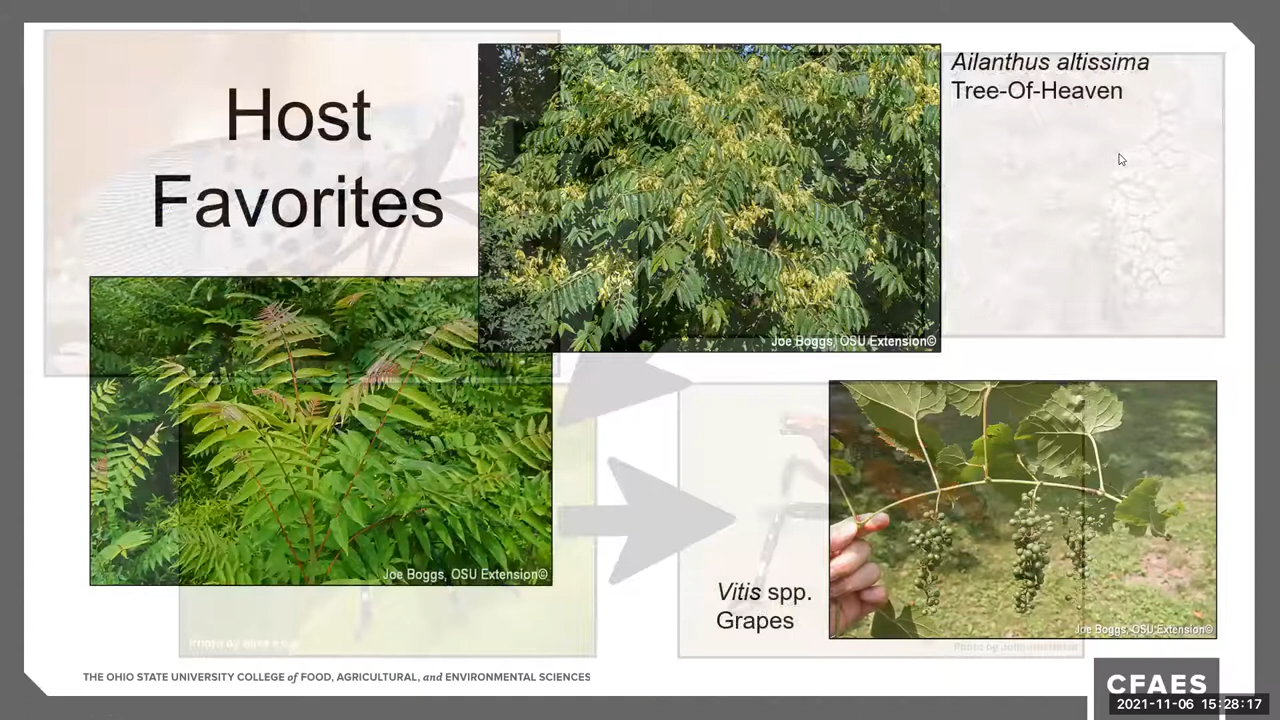 Host
Favorites
Ailanthus altissima
Tree-Of-Heaven
Joe Boggs, OSU Extension©
Joe Boggs, OSU Extension©
Vitis spp.
Grapes
Joe Boggs, OSU Extension©
THE OHIO STATE UNIVERSITY COLLEGE of FOOD, AGRICULTURAL, and ENVIRONMENTAL SCIENCES
CFAES
2021-11-06 15:28:17